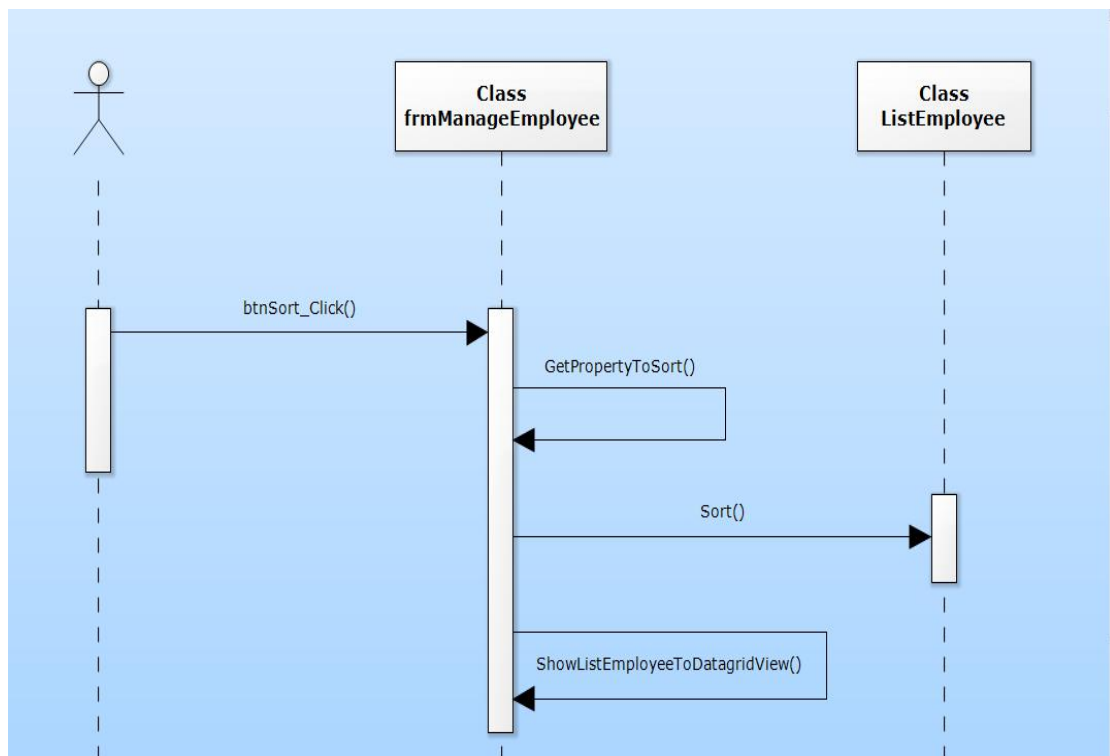 Class
frmManageEmployee
Class
ListEmployee
btnSort_Click()
GetPropertyToSort()
Sort()
ShowListEmployeeToDatagridView()